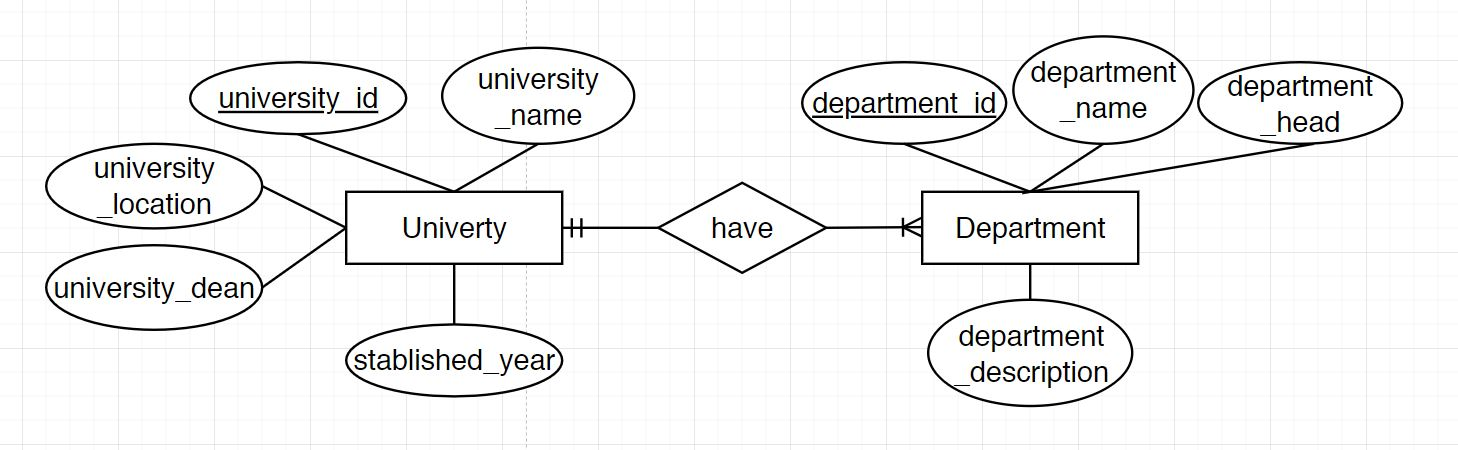 university_id
university
_name
department_id
department
_name
department
_head
university
_location
Univerty
have
Department
university_dean
stablished_year
department
_description